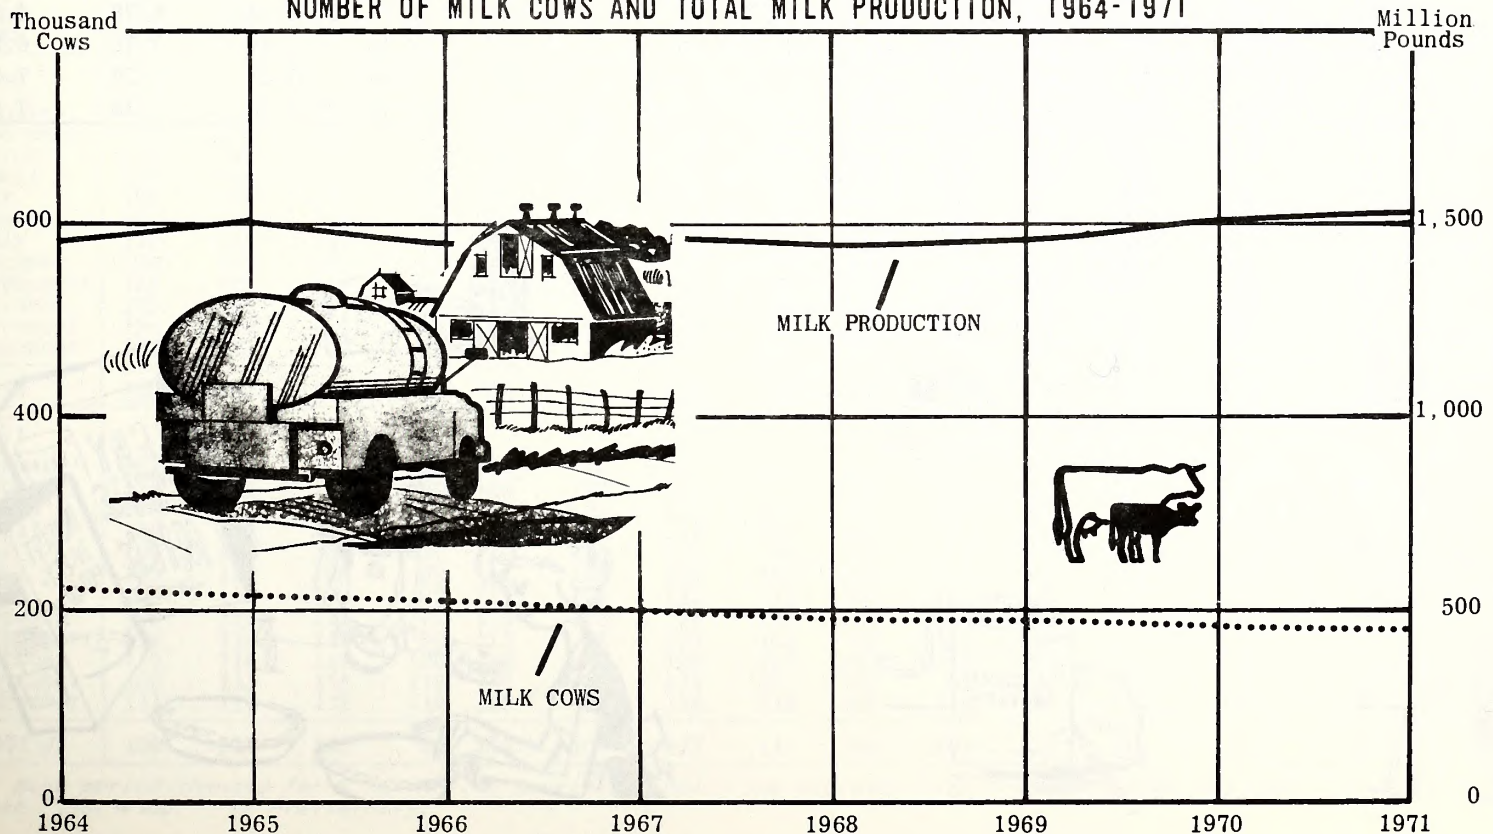 NUMBER OF MILK COWS AND TOTAL MILK PRODUCTION, 1964-1971
Thousand
Cows
Million
Pounds
600
1,500
MILK PRODUCTION
400
1,000
200
500
MILK COWS
0
0
1964
1965
1966
1967
1968
1969
1970
1971